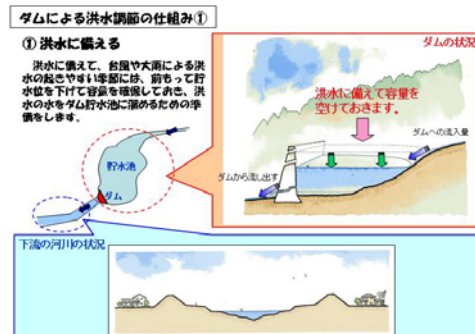 ダムによる洪水調節の仕組み①
① 洪水に備える
洪水に備えて、台風や大雨による洪
水の起きやすい季節には、前もって貯
水位を下げて容量を確保しておき、洪
水の水をダム貯水池に溜めるための準
備をします。
貯水池
ダム
ダムの状況
洪水に備えて容量を
空けておきます。
ダムへの流入量
ダムから流し出す
下流の河川の状況